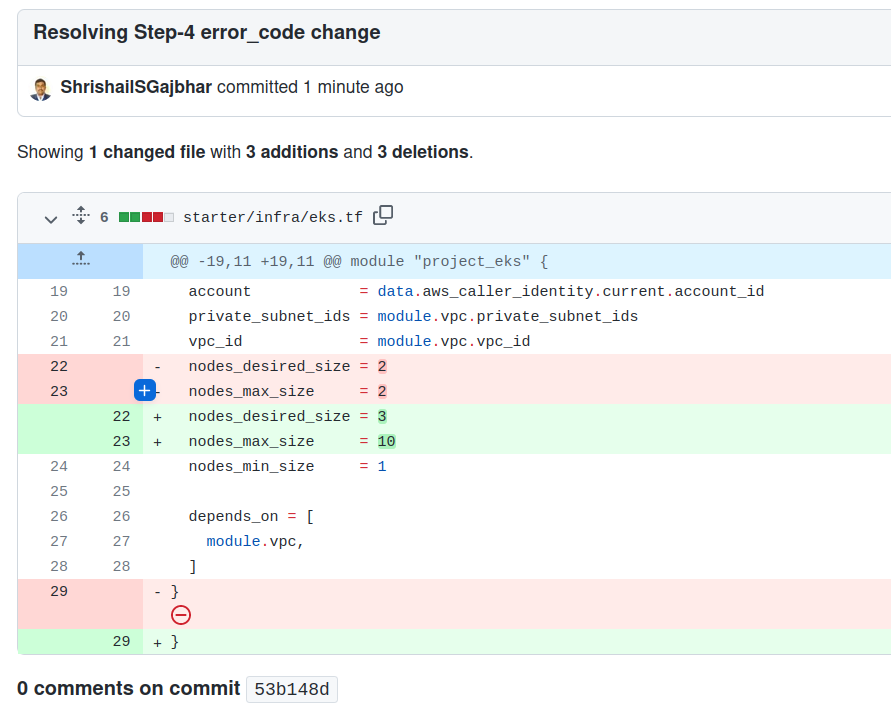 Resolving Step-4 error_code change
ShrishailSGajbhar committed 1 minute ago
Showing 1 changed file with 3 additions and 3 deletions.
6 starter/infra/eks.tf
@@ -19,11 +19,11 @@ module "project_eks" {
19 19 account = data.aws_caller_identity.current.account_id
20 20 private_subnet_ids = module.vpc.private_subnet_ids
21 21 vpc_id = module.vpc.vpc_id
22 - nodes_desired_size = 2
23 - nodes_max_size = 2
22 + nodes_desired_size = 3
23 + nodes_max_size = 10
24 24 nodes_min_size = 1
25 25
26 26 depends_on = [
27 27 module.vpc,
28 28 ]
29 - }
29 + }
0 comments on commit 53b148d